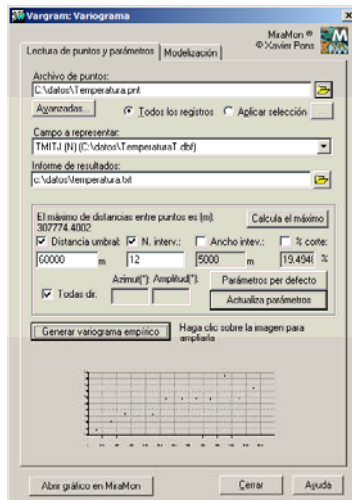 Vargram: Variograma
MiraMon ®
© Xavier Pons
Lectura de puntos y parámetros
Modelización
Archivo de puntos:
C:\datos\Temperatura.pnt
Avanzadas...
Todos los registros
Aplicar selección
...
Campo a representar:
TMITJ (N) (C:\datos\TemperaturaT.dbf)
Informe de resultados:
c:\datos\temperatura.txt
El máximo de distancias entre puntos es (m):
307774.4002
Calcula el máximo
Distancia umbral:
N. interv.:
Ancho intev.:
% corte:
60000 m
12
5000 m
19.4946 %
Azimut(°):
Amplitud(°):
Parámetros per defecto
Todas dir.
Actualiza parámetros
Generar variograma empírico
Haga clic sobre la imagen para
ampliarla
Abrir gráfico en MiraMon
Cerrar
Ayuda